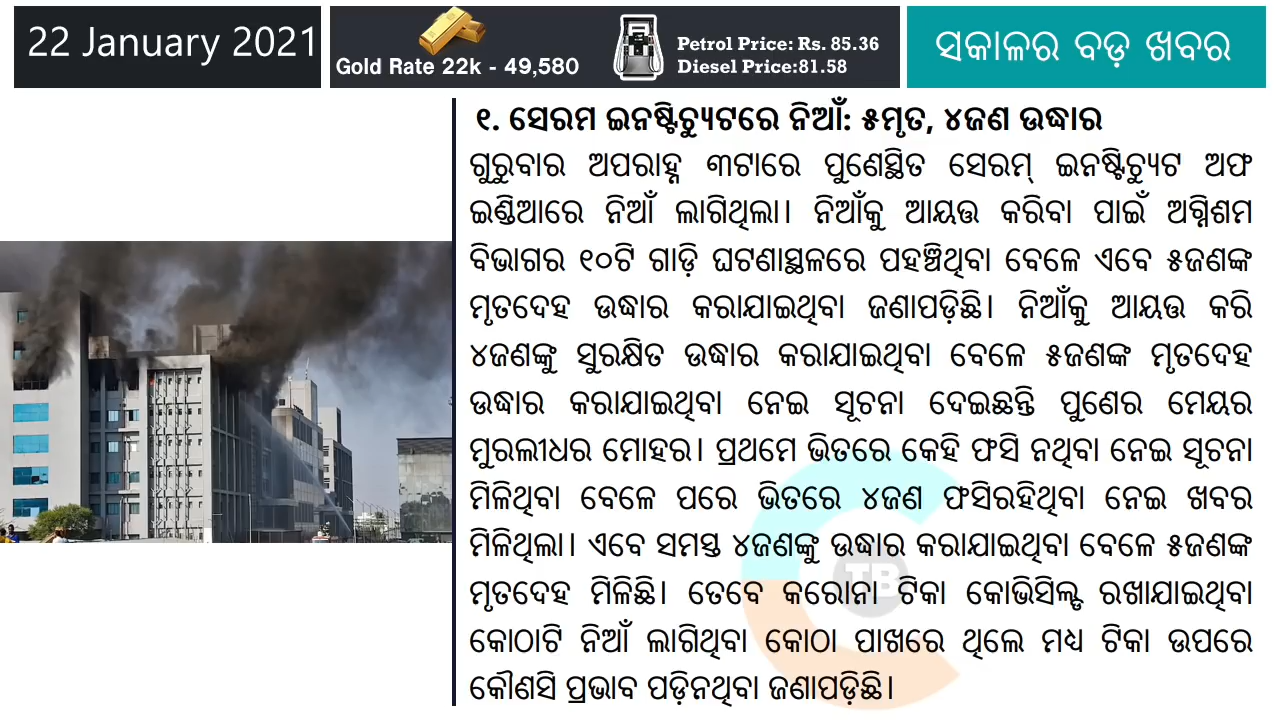 22 January 2021
Gold Rate 22k - 49,580
Petrol Price: Rs. 85.36
Diesel Price:81.58
ସକାଳର ବଡ଼ ଖବର
୧. ସେରମ ଇନଷ୍ଟିଚ୍ୟୁଟରେ ନିଆଁ: ୫ମୃତ, ୪ଜଣ ଉଦ୍ଧାର
ଗୁରୁବାର ଅପରାହ୍ନ ୩ଟାରେ ପୁଣେସ୍ଥିତ ସେରମ୍ ଇନଷ୍ଟିଚ୍ୟୁଟ ଅଫ
ଇଣ୍ଡିଆରେ ନିଆଁ ଲାଗିଥିଲା। ନିଆଁକୁ ଆୟତ୍ତ କରିବା ପାଇଁ ଅଗ୍ନିଶମ
ବିଭାଗର ୧୦ଟି ଗାଡ଼ି ଘଟଣାସ୍ଥଳରେ ପହଞ୍ଚିଥିବା ବେଳେ ଏବେ ୫ଜଣଙ୍କ
ମୃତଦେହ ଉଦ୍ଧାର କରାଯାଇଥିବା ଜଣାପଡ଼ିଛି। ନିଆଁକୁ ଆୟତ୍ତ କରି
୪ଜଣଙ୍କୁ ସୁରକ୍ଷିତ ଉଦ୍ଧାର କରାଯାଇଥିବା ବେଳେ ୫ଜଣଙ୍କ ମୃତଦେହ
ଉଦ୍ଧାର କରାଯାଇଥିବା ନେଇ ସୂଚନା ଦେଇଛନ୍ତି ପୁଣେର ମେୟର
ମୁରଲୀଧର ମୋହର। ପ୍ରଥମେ ଭିତରେ କେହି ଫସି ନଥିବା ନେଇ ସୂଚନା
ମିଳିଥିବା ବେଳେ ପରେ ଭିତରେ ୪ଜଣ ଫସିରହିଥିବା ନେଇ ଖବର
ମିଳିଥିଲା। ଏବେ ସମସ୍ତ ୪ଜଣଙ୍କୁ ଉଦ୍ଧାର କରାଯାଇଥିବା ବେଳେ ୫ଜଣଙ୍କ
ମୃତଦେହ ମିଳିଛି। ତେବେ କରୋନା ଟିକା କୋଭିସିଲ୍ଡ ରଖାଯାଇଥିବା
କୋଠାଟି ନିଆଁ ଲାଗିଥିବା କୋଠା ପାଖରେ ଥିଲେ ମଧ୍ୟ ଟିକା ଉପରେ
କୌଣସି ପ୍ରଭାବ ପଡ଼ିନଥିବା ଜଣାପଡ଼ିଛି।
TB